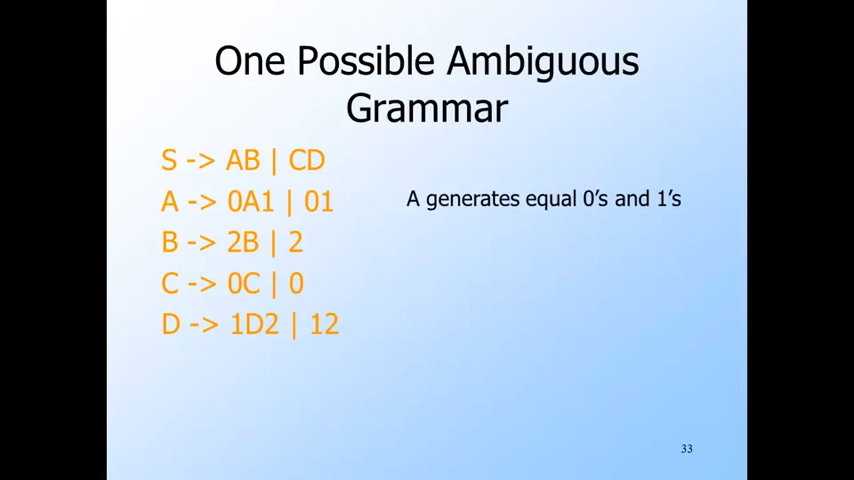 One Possible Ambiguous
Grammar
S -> AB | CD
A -> 0A1 | 01
A generates equal 0's and 1's
B -> 2B | 2
C -> 0C | 0
D -> 1D2 | 12
33